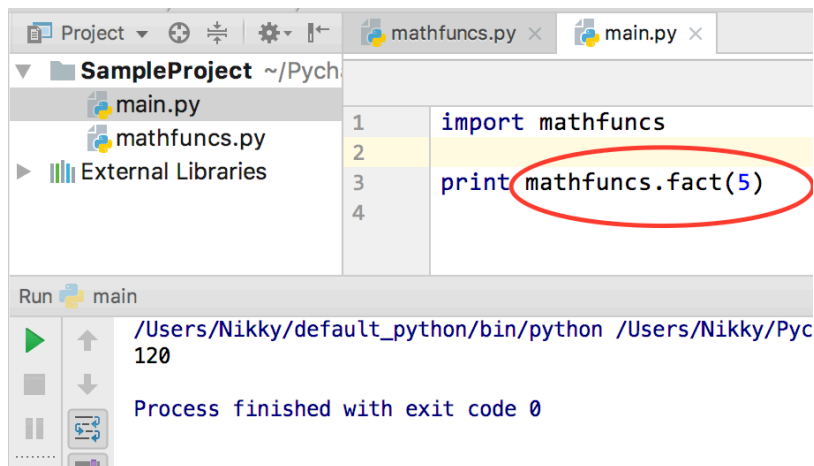 Project
mathfuncs.py
main.py
SampleProject ~/Pych
main.py
mathfuncs.py
External Libraries
1 import mathfuncs
2
3 print mathfuncs.fact(5)
4
Run main
/Users/Nikky/default_python/bin/python /Users/Nikky/Pyc
120
Process finished with exit code 0